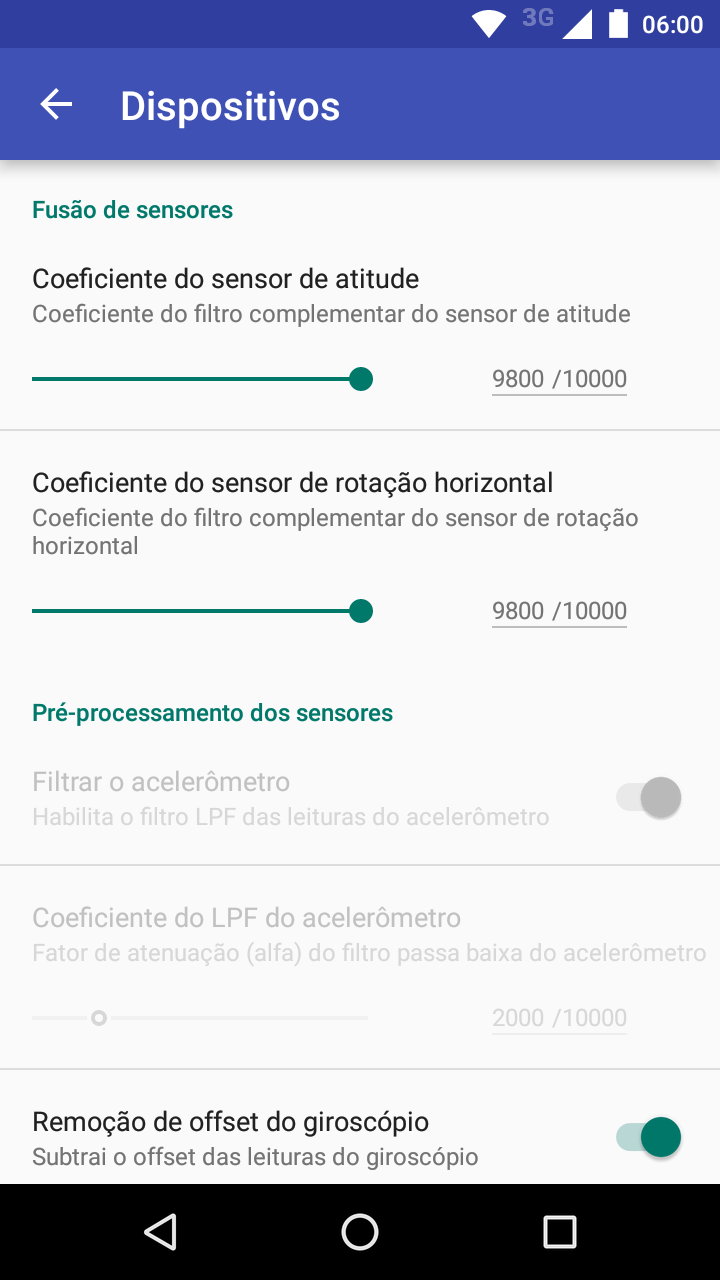 3G 06:00
Dispositivos
Fusão de sensores
Coeficiente do sensor de atitude
Coeficiente do filtro complementar do sensor de atitude
9800 /10000
Coeficiente do sensor de rotação horizontal
Coeficiente do filtro complementar do sensor de rotação
horizontal
9800 /10000
Pré-processamento dos sensores
Filtrar o acelerômetro
Habilita o filtro LPF das leituras do acelerômetro
Coeficiente do LPF do acelerômetro
Fator de atenuação (alfa) do filtro passa baixa do acelerômetro
2000 /10000
Remoção de offset do giroscópio
Subtrai o offset das leituras do giroscópio